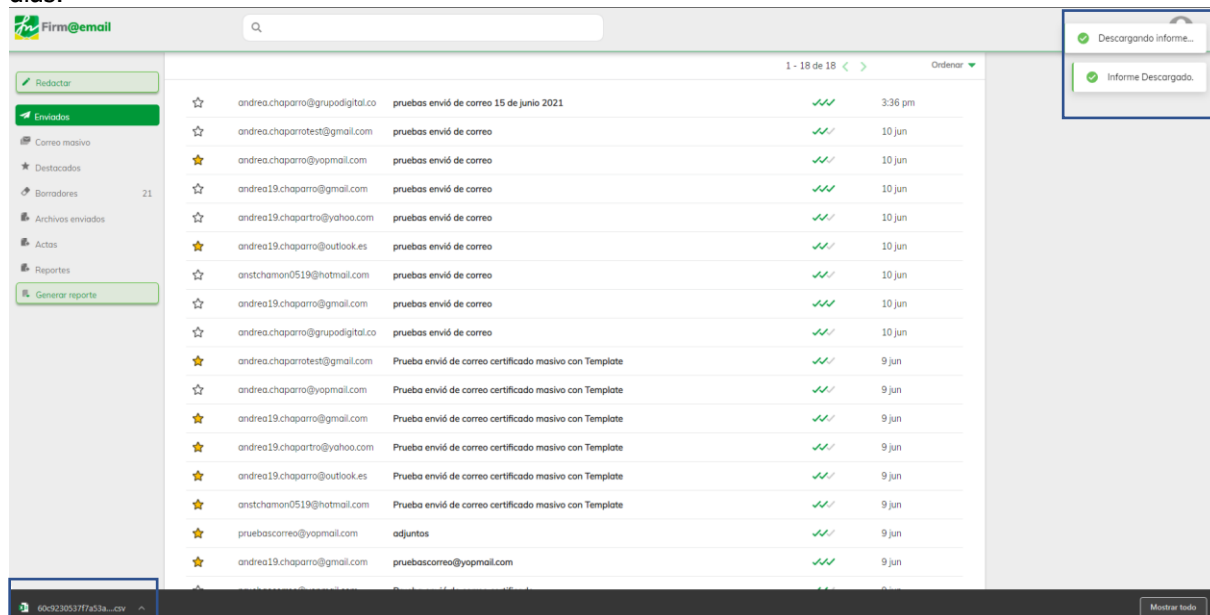 días.
Firm@email
Descargando informe...
1 - 18 de 18 < > Ordenar
Informe Descargado.
Redactar
Enviados
Correo masivo
Destacados
Borradores 21
Archivos enviados
Actas
Reportes
Generar reporte
andrea.chaparro@grupodigital.co pruebas envió de correo 15 de junio 2021 3:36 pm
andrea.chaparrotest@gmail.com pruebas envió de correo 10 jun
andrea.chaparro@yopmail.com pruebas envió de correo 10 jun
andrea19.chaparro@gmail.com pruebas envió de correo 10 jun
andrea19.chapartro@yahoo.com pruebas envió de correo 10 jun
andrea19.chaparro@outlook.es pruebas envió de correo 10 jun
anstchamon0519@hotmail.com pruebas envió de correo 10 jun
andrea19.chaparro@gmail.com pruebas envió de correo 10 jun
andrea.chaparro@grupodigital.co pruebas envió de correo 10 jun
andrea.chaparrotest@gmail.com Prueba envió de correo certificado masivo con Template 9 jun
andrea.chaparro@yopmail.com Prueba envió de correo certificado masivo con Template 9 jun
andrea19.chaparro@gmail.com Prueba envió de correo certificado masivo con Template 9 jun
andrea19.chapartro@yahoo.com Prueba envió de correo certificado masivo con Template 9 jun
andrea19.chaparro@outlook.es Prueba envió de correo certificado masivo con Template 9 jun
anstchamon0519@hotmail.com Prueba envió de correo certificado masivo con Template 9 jun
pruebascorreo@yopmail.com adjuntos 9 jun
andrea19.chaparro@gmail.com pruebascorreo@yopmail.com 9 jun
60c9230537f7a53a....csv
Mostrar todo